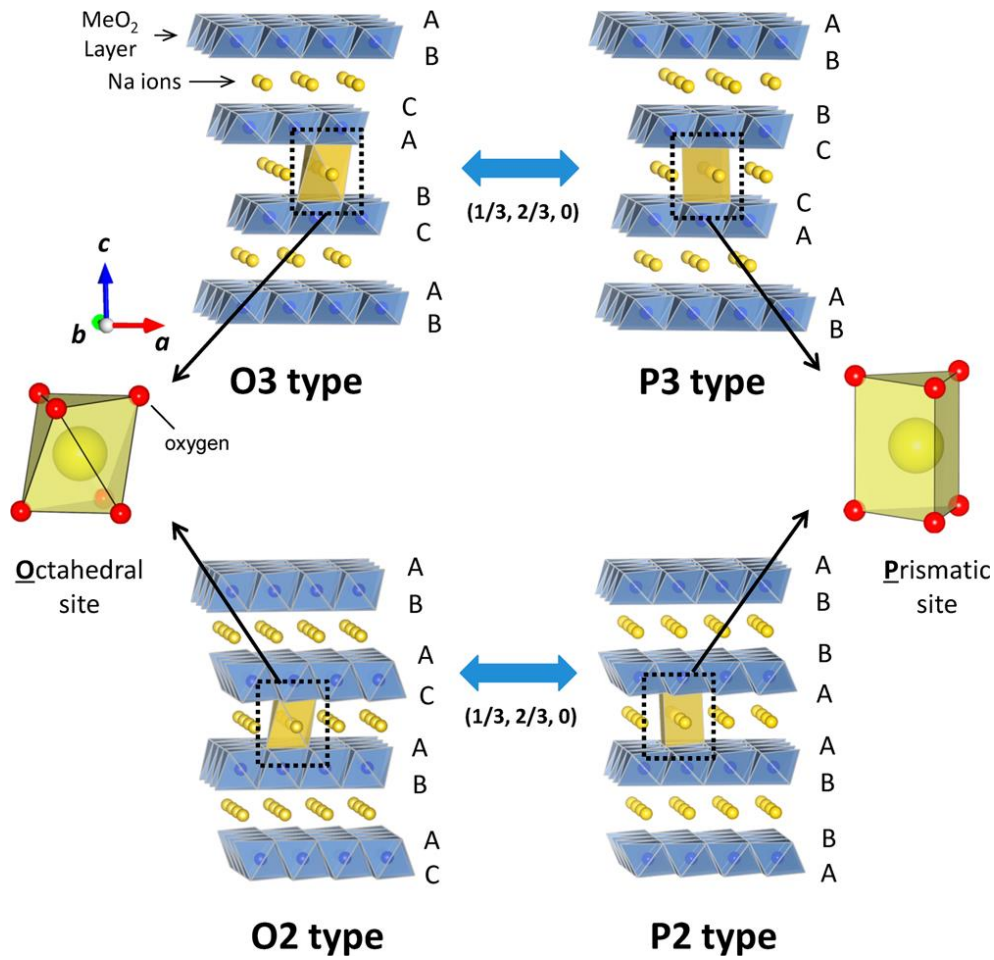 MeO2
Layer
Na ions
A
B
C
A
B
C
A
B
O3 type
(1/3, 2/3, 0)
A
B
B
C
C
A
A
B
P3 type
c
b
a
oxygen
Octahedral
site
Prismatic
site
A
B
A
C
A
B
A
C
O2 type
(1/3, 2/3, 0)
A
B
B
A
A
B
B
A
P2 type